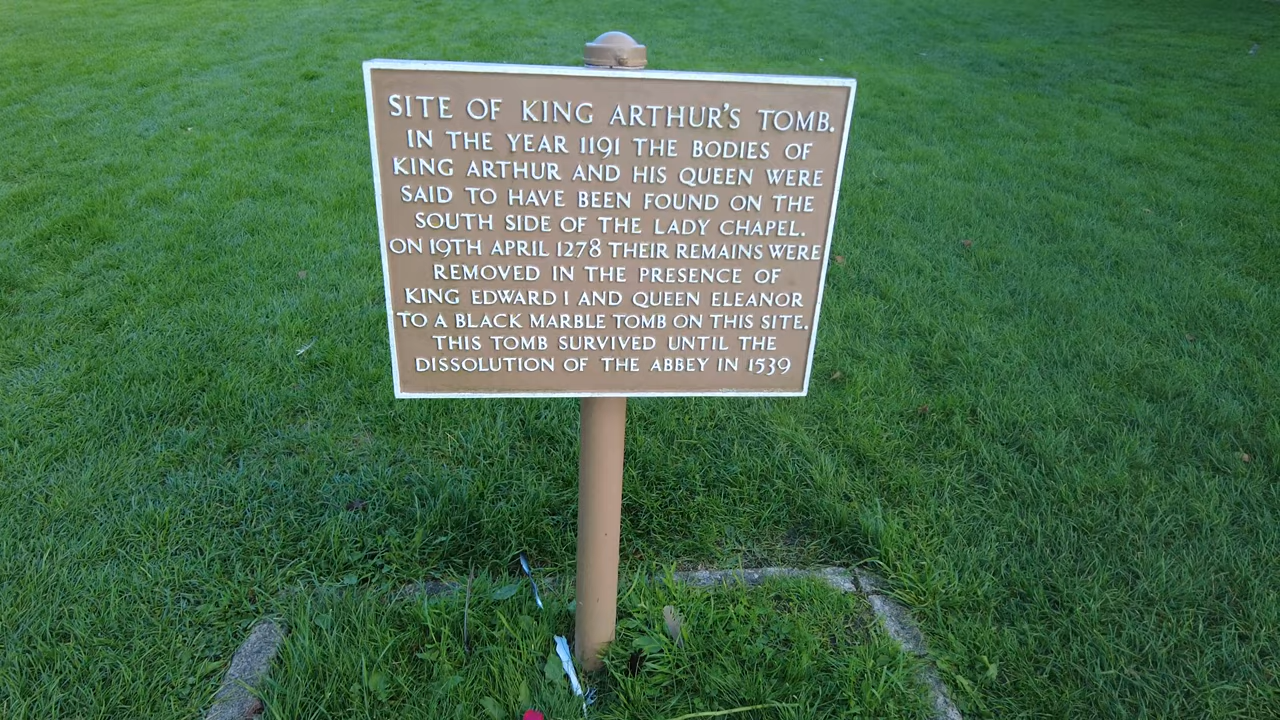 SITE OF KING ARTHUR'S TOMB.
IN THE YEAR 1191 THE BODIES OF
KING ARTHUR AND HIS QUEEN WERE
SAID TO HAVE BEEN FOUND ON THE
SOUTH SIDE OF THE LADY CHAPEL.
ON 19TH APRIL 1278 THEIR REMAINS WERE
REMOVED IN THE PRESENCE OF
KING EDWARD I AND QUEEN ELEANOR
TO A BLACK MARBLE TOMB ON THIS SITE.
THIS TOMB SURVIVED UNTIL THE
DISSOLUTION OF THE ABBEY IN 1539